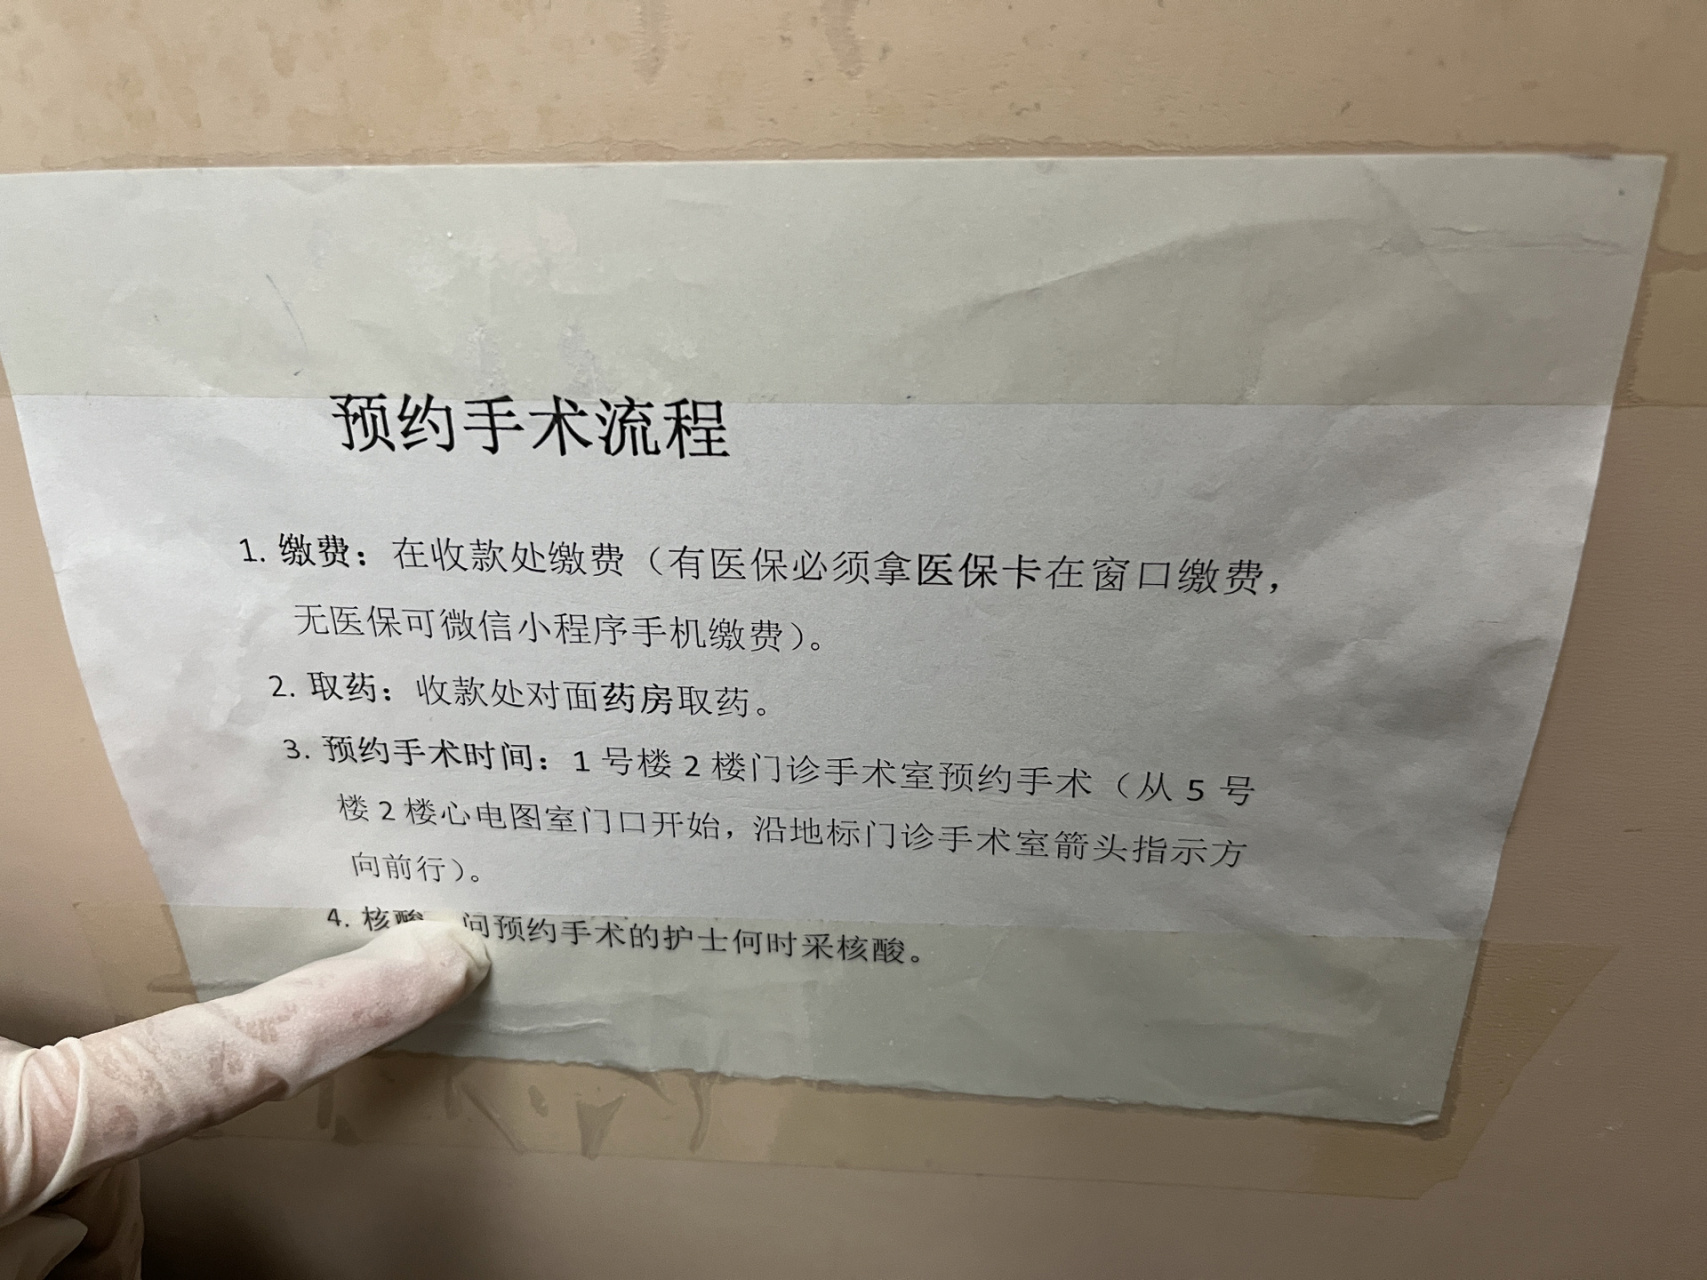 预约手术流程
1. 缴费：在收款处缴费（有医保必须拿医保卡在窗口缴费，
无医保可微信小程序手机缴费）。
2. 取药：收款处对面药房取药。
3. 预约手术时间：1号楼2楼门诊手术室预约手术（从5号
楼2楼心电图室门口开始，沿地标门诊手术室箭头指示方
向前行）。
4. 核酸 问预约手术的护士何时采核酸。